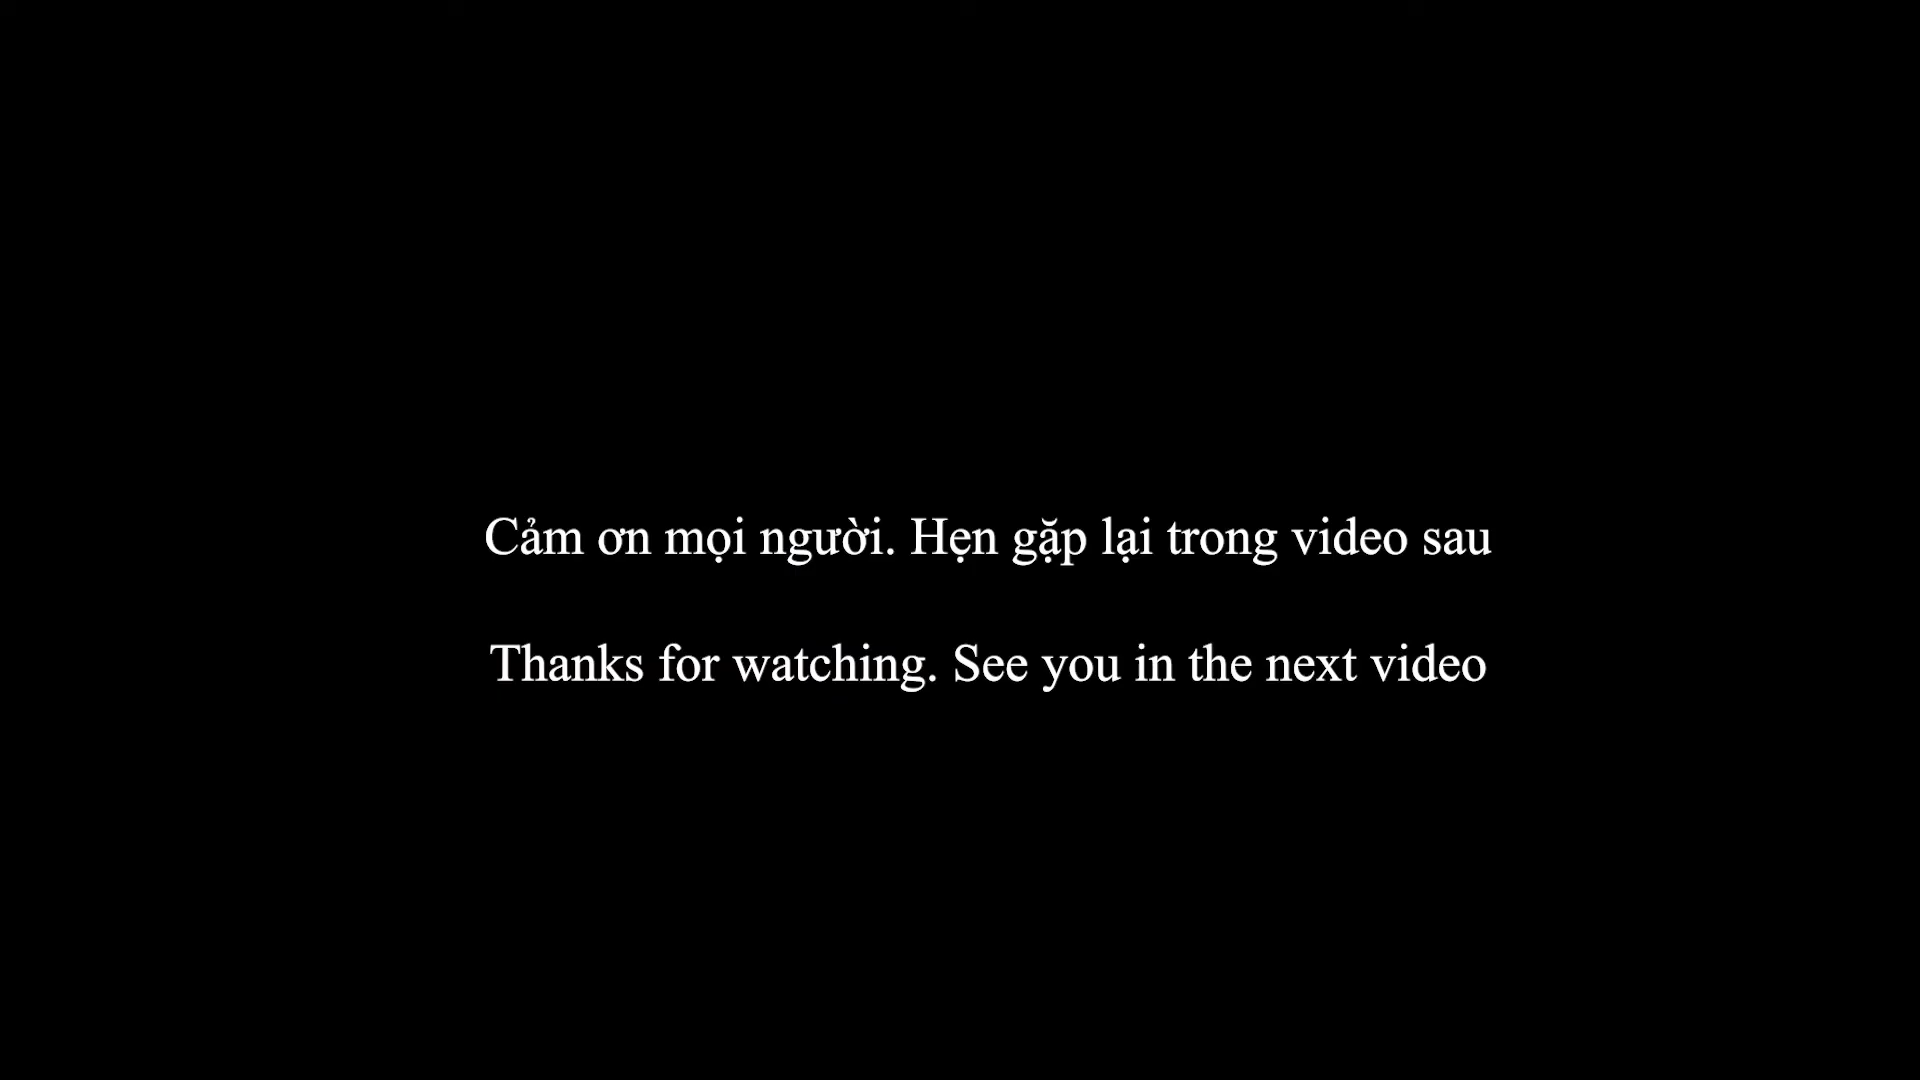 Cảm ơn mọi người. Hẹn gặp lại trong video sau
Thanks for watching. See you in the next video